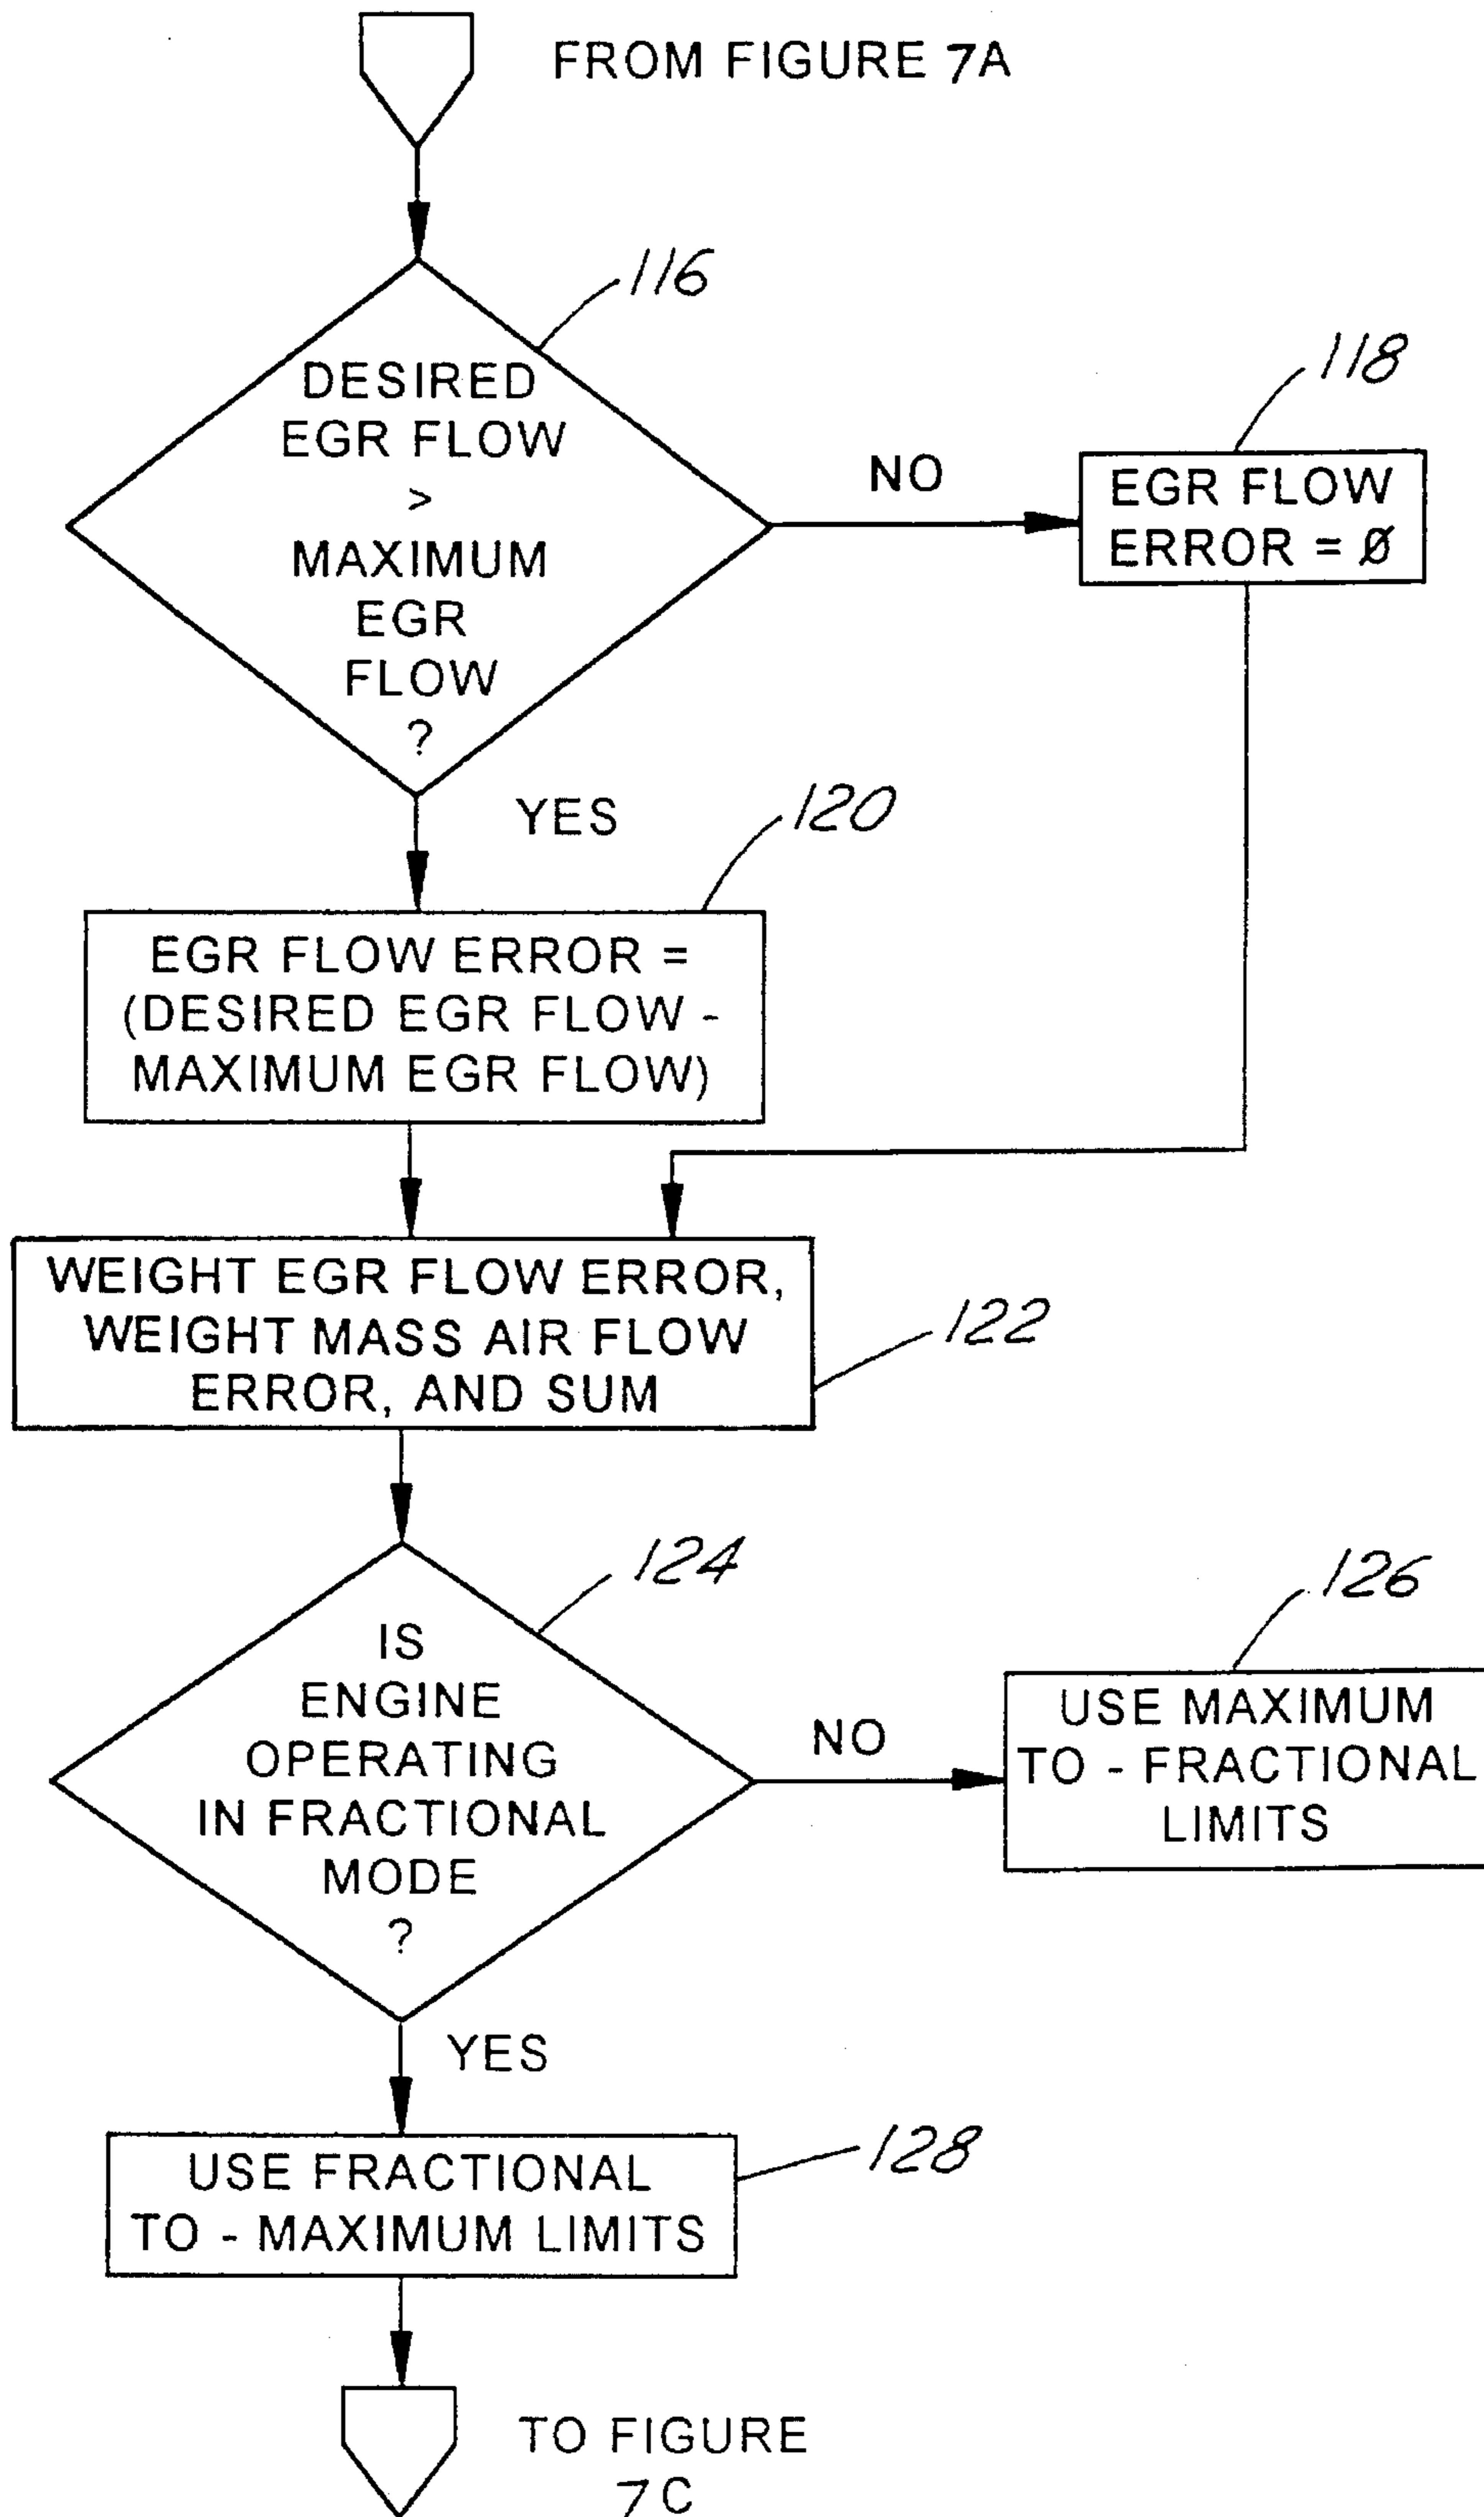 FROM FIGURE 7A
116
DESIRED
EGR FLOW
>
MAXIMUM
EGR
FLOW
?
NO
118
EGR FLOW
ERROR = Ø
YES
120
EGR FLOW ERROR =
(DESIRED EGR FLOW -
MAXIMUM EGR FLOW)
WEIGHT EGR FLOW ERROR,
WEIGHT MASS AIR FLOW
ERROR, AND SUM
122
124
IS
ENGINE
OPERATING
IN FRACTIONAL
MODE
?
NO
126
USE MAXIMUM
TO - FRACTIONAL
LIMITS
YES
128
USE FRACTIONAL
TO - MAXIMUM LIMITS
TO FIGURE
7C